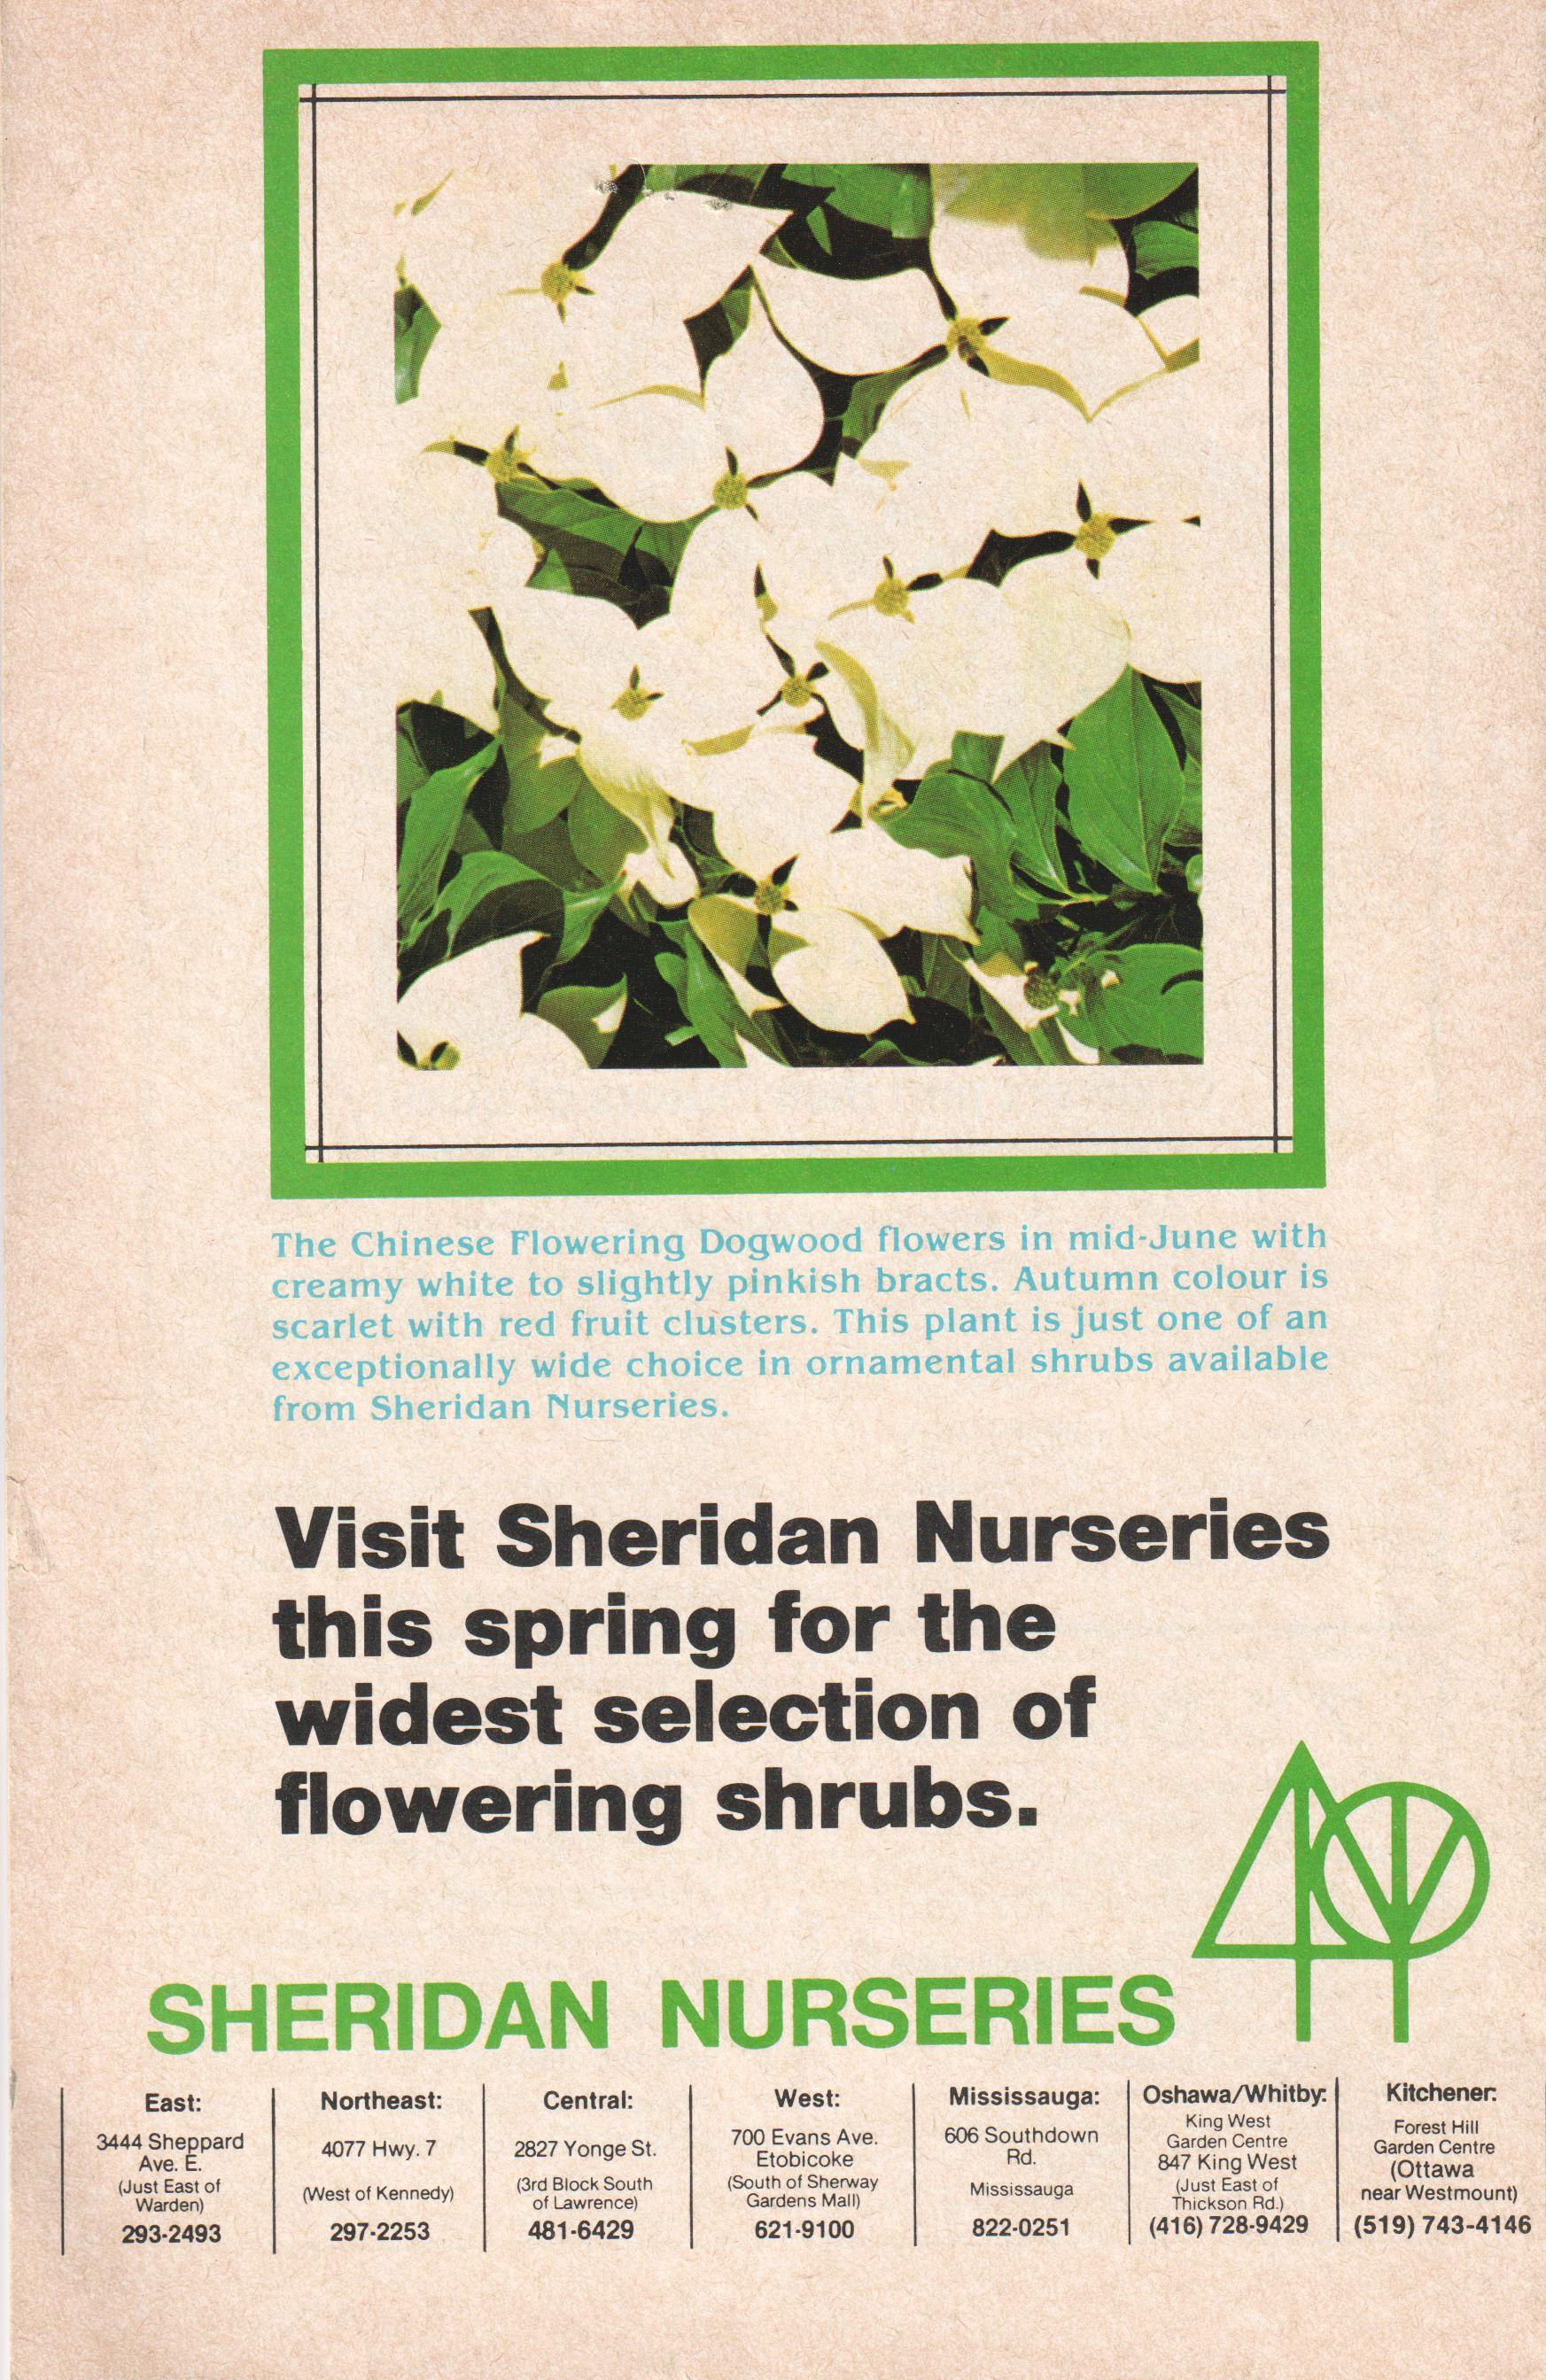 The Chinese Flowering Dogwood flowers in mid-June with
creamy white to slightly pinkish bracts. Autumn colour is
scarlet with red fruit clusters. This plant is just one of an
exceptionally wide choice in ornamental shrubs available
from Sheridan Nurseries.
Visit Sheridan Nurseries
this spring for the
widest selection of
flowering shrubs.
SHERIDAN NURSERIES
East:
3444 Sheppard
Ave. E.
(Just East of
Warden)
293-2493
Northeast:
4077 Hwy. 7
(West of Kennedy)
297-2253
Central:
2827 Yonge St.
(3rd Block South
of Lawrence)
481-6429
West:
700 Evans Ave.
Etobicoke
(South of Sherway
Gardens Mall)
621-9100
Mississauga:
606 Southdown
Rd.
Mississauga
822-0251
Oshawa/Whitby:
King West
Garden Centre
847 King West
(Just East of
Thickson Rd.)
(416) 728-9429
Kitchener:
Forest Hill
Garden Centre
(Ottawa
near Westmount)
(519) 743-4146